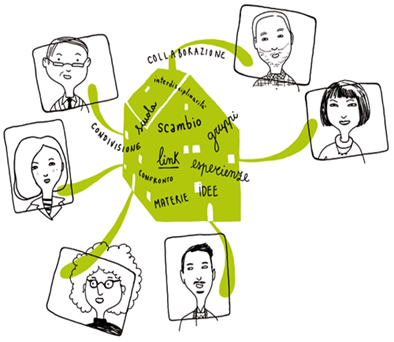 COLLABORAZIONE
interdisciplinarità
scuola
scambio
gruppi
CONDIVISIONE
link
esperienze
CONFRONTO
MATERIE
IDEE